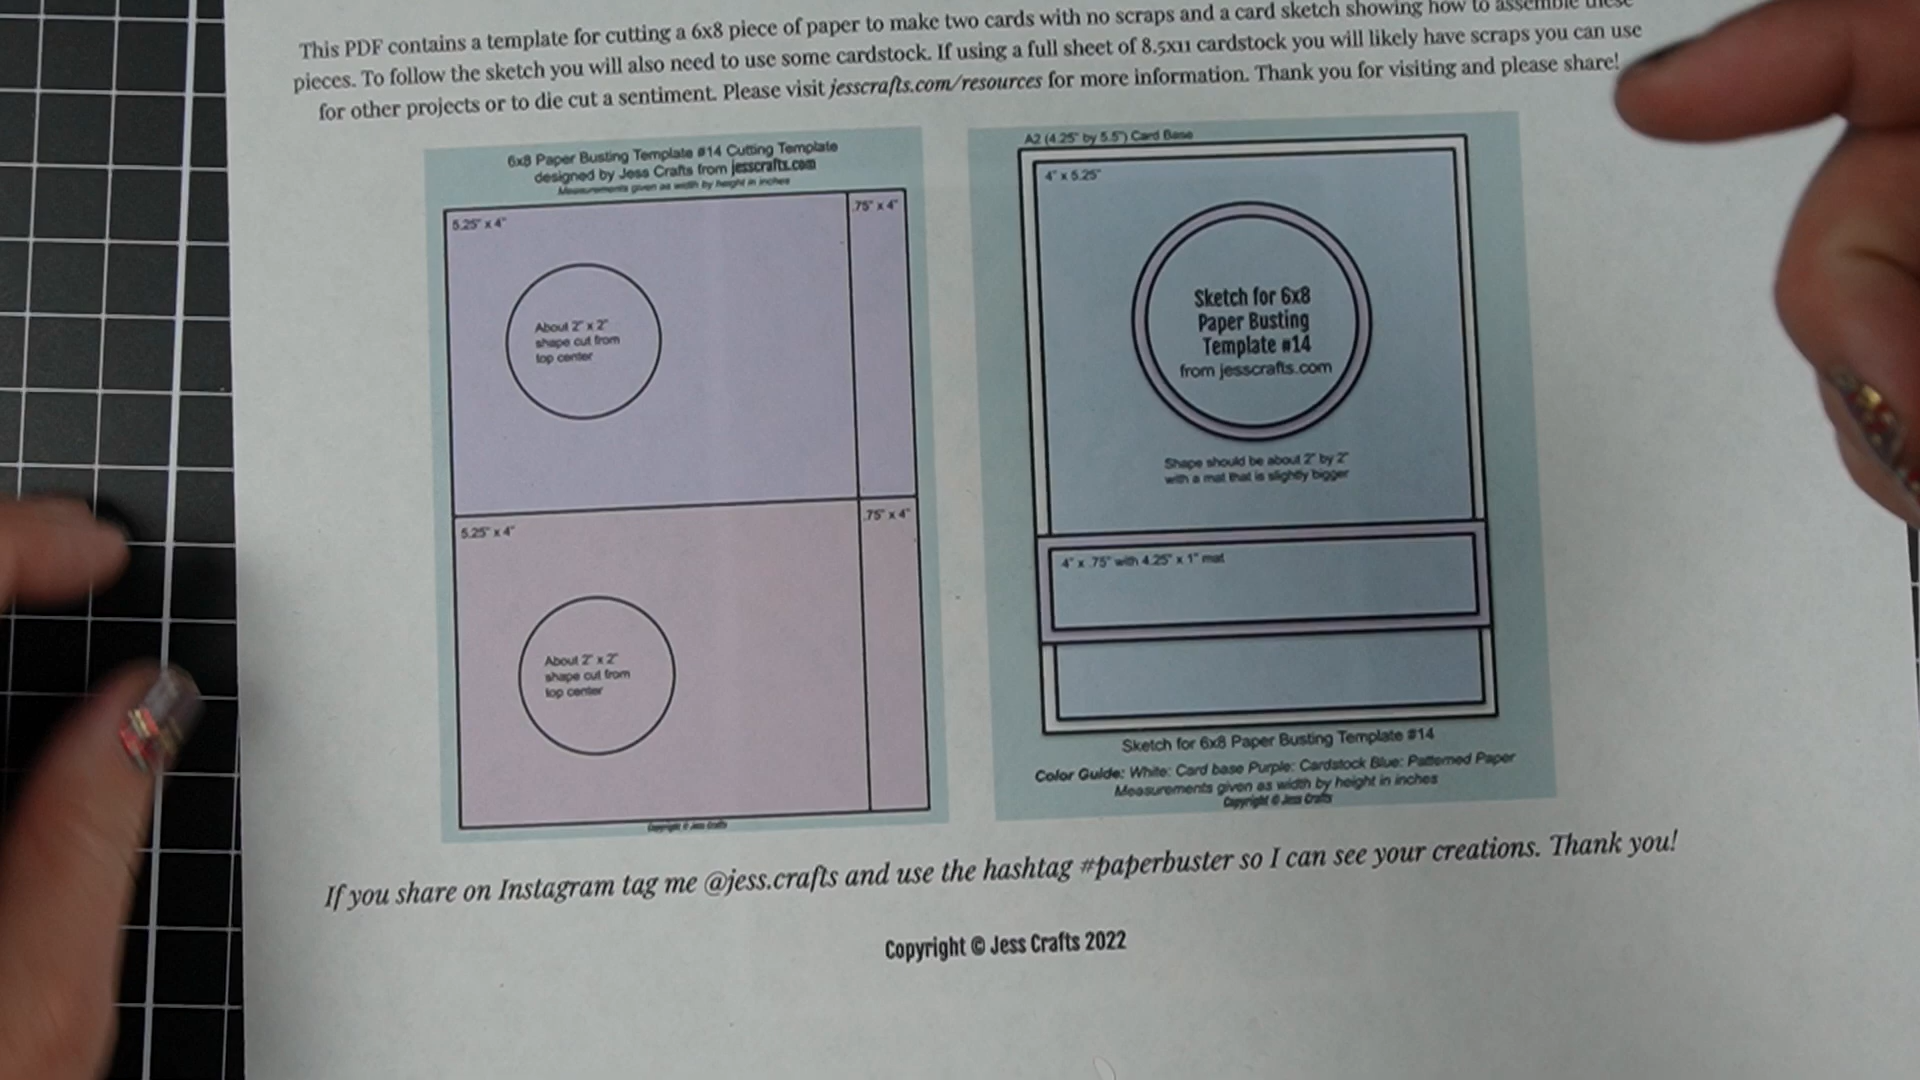 This PDF contains a template for cutting a 6x8 piece of paper to make two cards with no scraps and a card sketch showing how to assemble these
pieces. To follow the sketch you will also need to use some cardstock. If using a full sheet of 8.5x11 cardstock you will likely have scraps you can use
for other projects or to die cut a sentiment. Please visit jesscrafts.com/resources for more information. Thank you for visiting and please share!
6x8 Paper Busting Template #14 Cutting Template
designed by Jess Crafts from jesscrafts.com
Measurements given as width by height in inches
5.25" x 4"
.75" x 4"
About 2" x 2"
shape cut from
top center
5.25" x 4"
.75" x 4"
About 2" x 2"
shape cut from
top center
Copyright © Jess Crafts
A2 (4.25" by 5.5") Card Base
4" x 5.25"
Sketch for 6x8
Paper Busting
Template #14
from jesscrafts.com
Shape should be about 2" by 2"
with a mat that is slightly bigger
4" x .75" with 4.25" x 1" mat
Sketch for 6x8 Paper Busting Template #14
Color Guide: White: Card base Purple: Cardstock Blue: Patterned Paper
Measurements given as width by height in inches
Copyright © Jess Crafts
If you share on Instagram tag me @jess.crafts and use the hashtag #paperbuster so I can see your creations. Thank you!
Copyright © Jess Crafts 2022